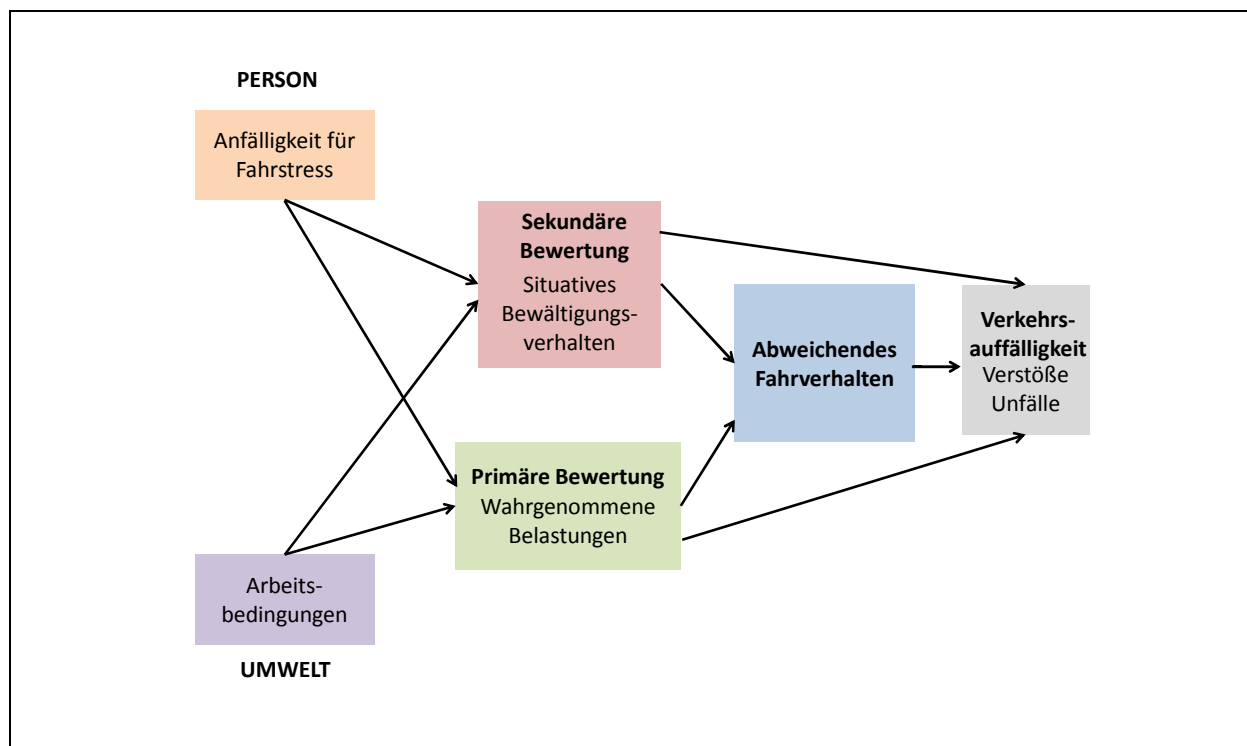 PERSON
Anfälligkeit für
Fahrstress
Sekundäre
Bewertung
Situatives
Bewältigungs-
verhalten
Abweichendes
Fahrverhalten
Verkehrs-
auffälligkeit
Verstöße
Unfälle
Primäre Bewertung
Wahrgenommene
Belastungen
Arbeits-
bedingungen
UMWELT